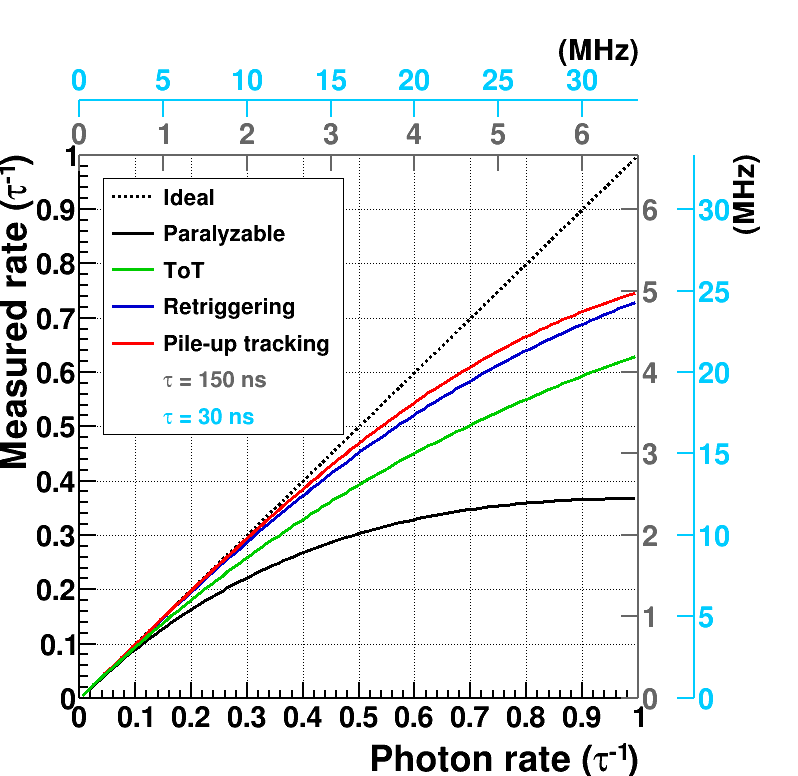 (MHz)
0 5 10 15 20 25 30
0 1 2 3 4 5 6
Measured rate (τ⁻¹)
1
0.9
0.8
0.7
0.6
0.5
0.4
0.3
0.2
0.1
0
Ideal
Paralyzable
ToT
Retriggering
Pile-up tracking
τ = 150 ns
τ = 30 ns
6
5
4
3
2
1
0
(MHz)
30
25
20
15
10
5
0
0 0.1 0.2 0.3 0.4 0.5 0.6 0.7 0.8 0.9 1
Photon rate (τ⁻¹)